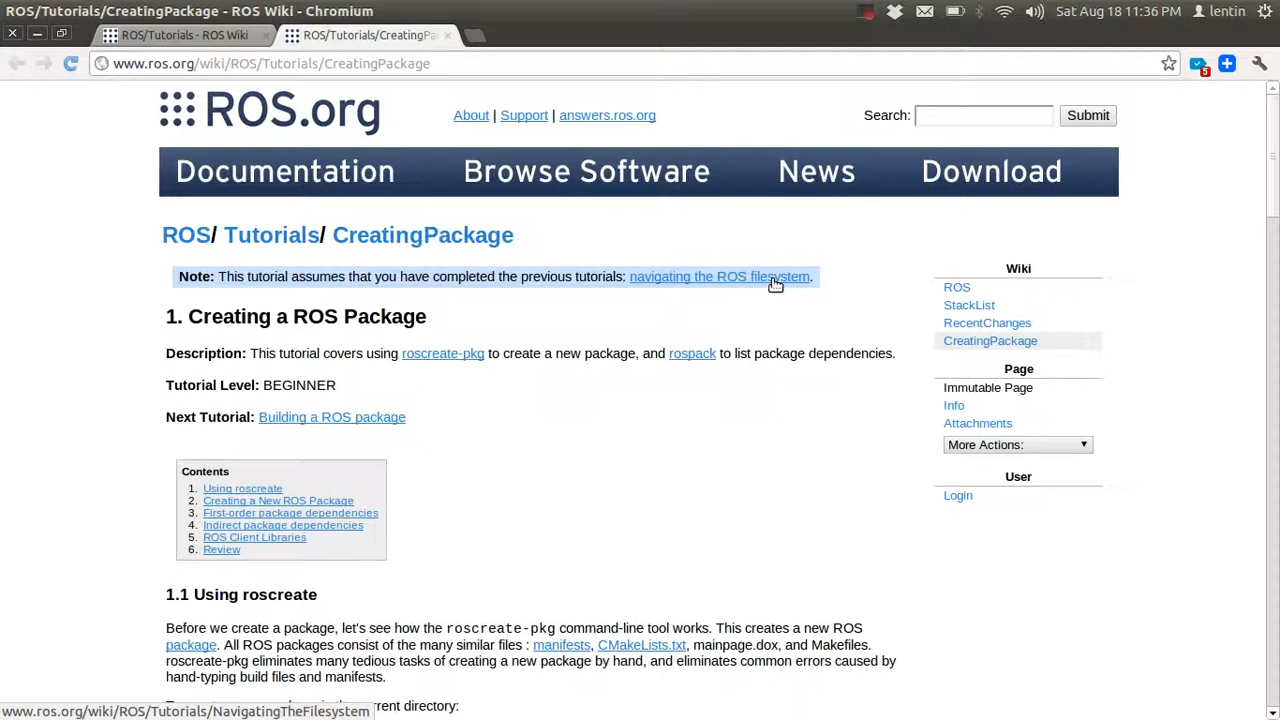 ROS/Tutorials/CreatingPackage - ROS Wiki - Chromium
Sat Aug 18 11:36 PM
lentin
ROS/Tutorials - ROS Wiki
ROS/Tutorials/CreatingPa
www.ros.org/wiki/ROS/Tutorials/CreatingPackage
5
ROS.org
About | Support | answers.ros.org
Search:
Submit
Documentation
Browse Software
News
Download
ROS/ Tutorials/ CreatingPackage
Note: This tutorial assumes that you have completed the previous tutorials: navigating the ROS filesystem.
1. Creating a ROS Package
Description: This tutorial covers using roscreate-pkg to create a new package, and rospack to list package dependencies.
Tutorial Level: BEGINNER
Next Tutorial: Building a ROS package
Contents
1. Using roscreate
2. Creating a New ROS Package
3. First-order package dependencies
4. Indirect package dependencies
5. ROS Client Libraries
6. Review
1.1 Using roscreate
Before we create a package, let's see how the roscreate-pkg command-line tool works. This creates a new ROS
package. All ROS packages consist of the many similar files : manifests, CMakeLists.txt, mainpage.dox, and Makefiles.
roscreate-pkg eliminates many tedious tasks of creating a new package by hand, and eliminates common errors caused by
hand-typing build files and manifests.
rrent directory:
www.ros.org/wiki/ROS/Tutorials/NavigatingTheFilesystem
Wiki
ROS
StackList
RecentChanges
CreatingPackage
Page
Immutable Page
Info
Attachments
More Actions:
User
Login